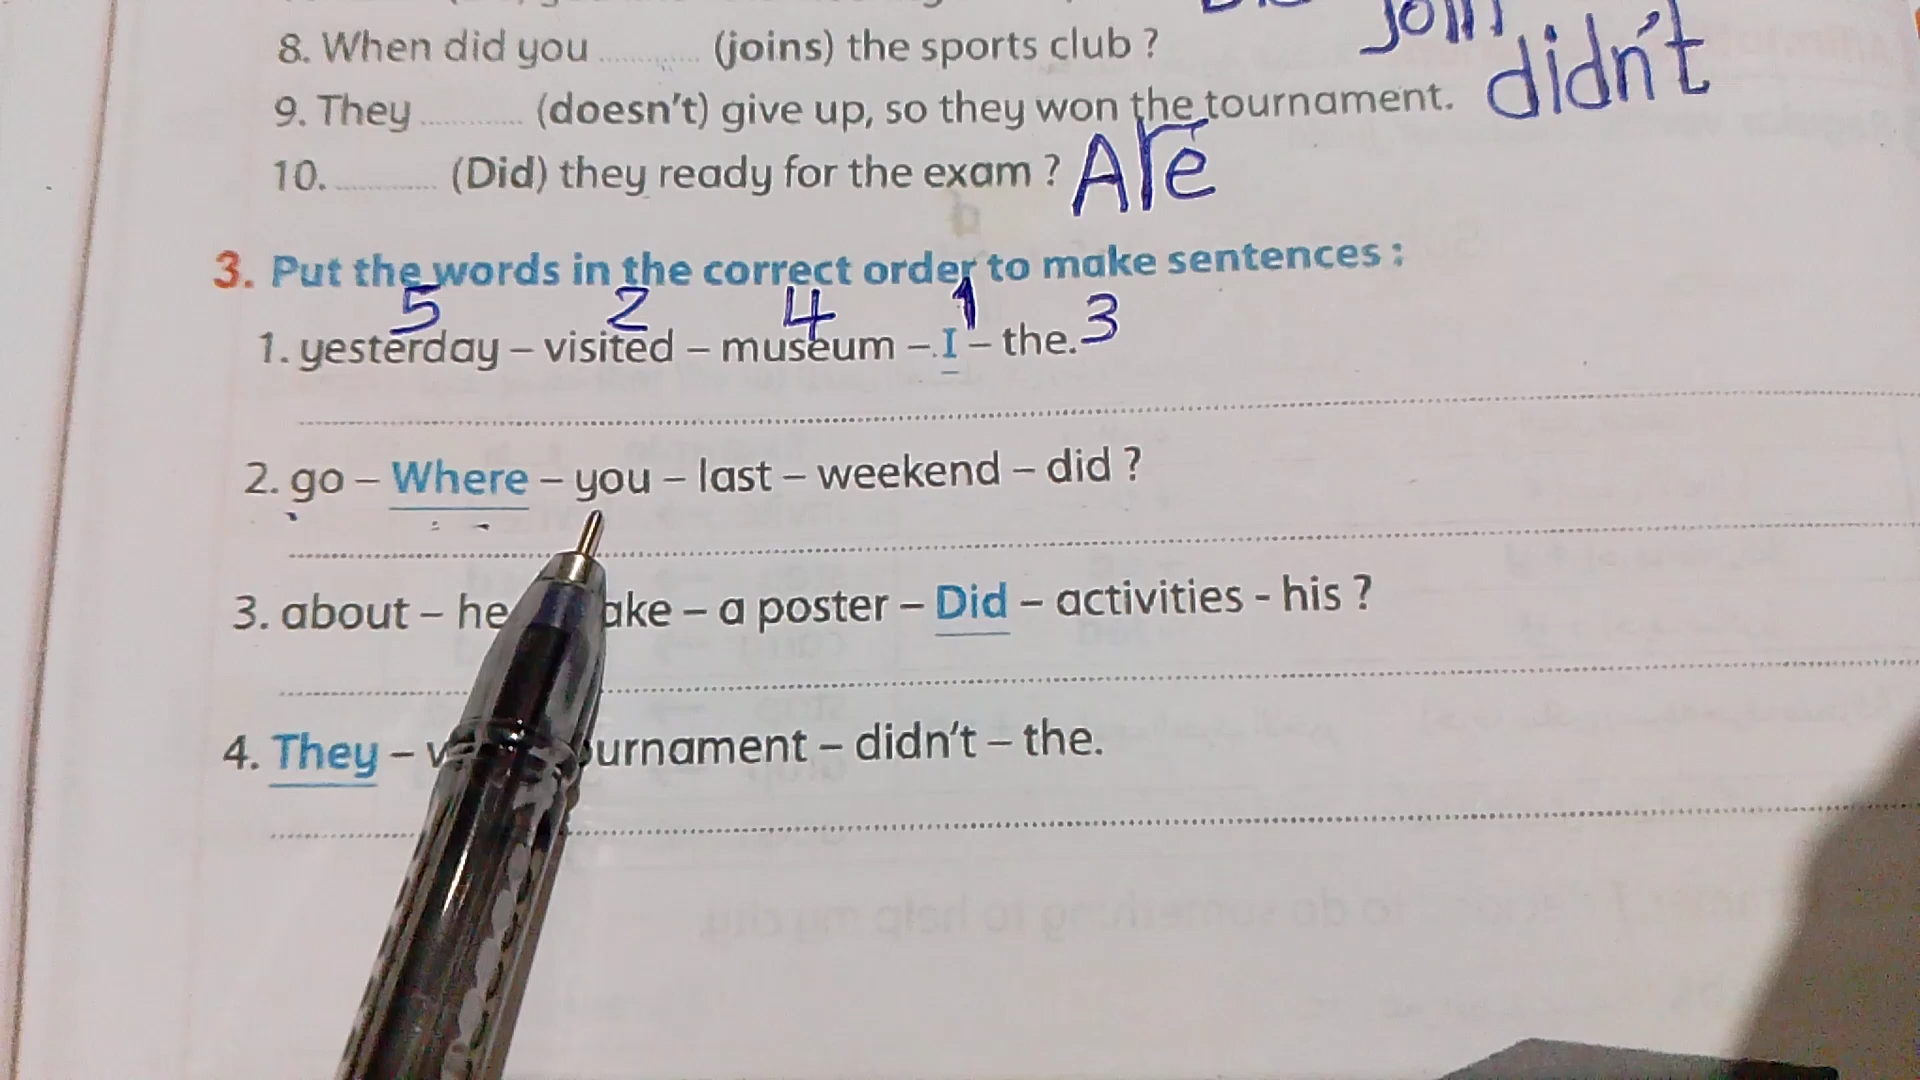 join
8. When did you ............ (joins) the sports club ?
didn't
9. They ............ (doesn't) give up, so they won the tournament.
10. ............ (Did) they ready for the exam ? Are
3. Put the words in the correct order to make sentences :
5 2 4 1 3
1. yesterday – visited – museum – I – the.
2. go – Where – you – last – weekend – did ?
3. about – he – a poster – Did – activities - his ?
4. They – didn't – the.